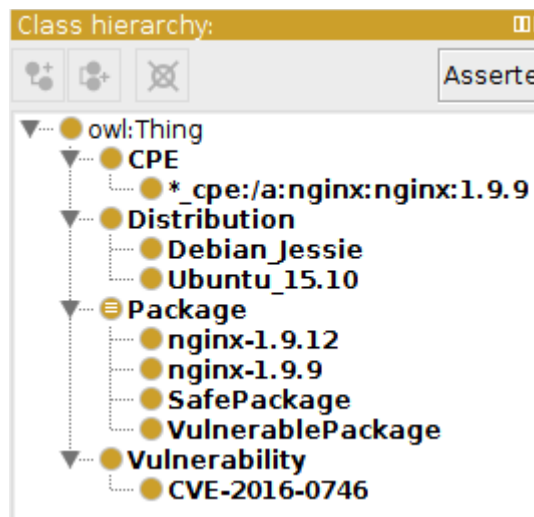 Class hierarchy:
Asserte
owl:Thing
CPE
*_cpe:/a:nginx:nginx:1.9.9
Distribution
Debian_Jessie
Ubuntu_15.10
Package
nginx-1.9.12
nginx-1.9.9
SafePackage
VulnerablePackage
Vulnerability
CVE-2016-0746